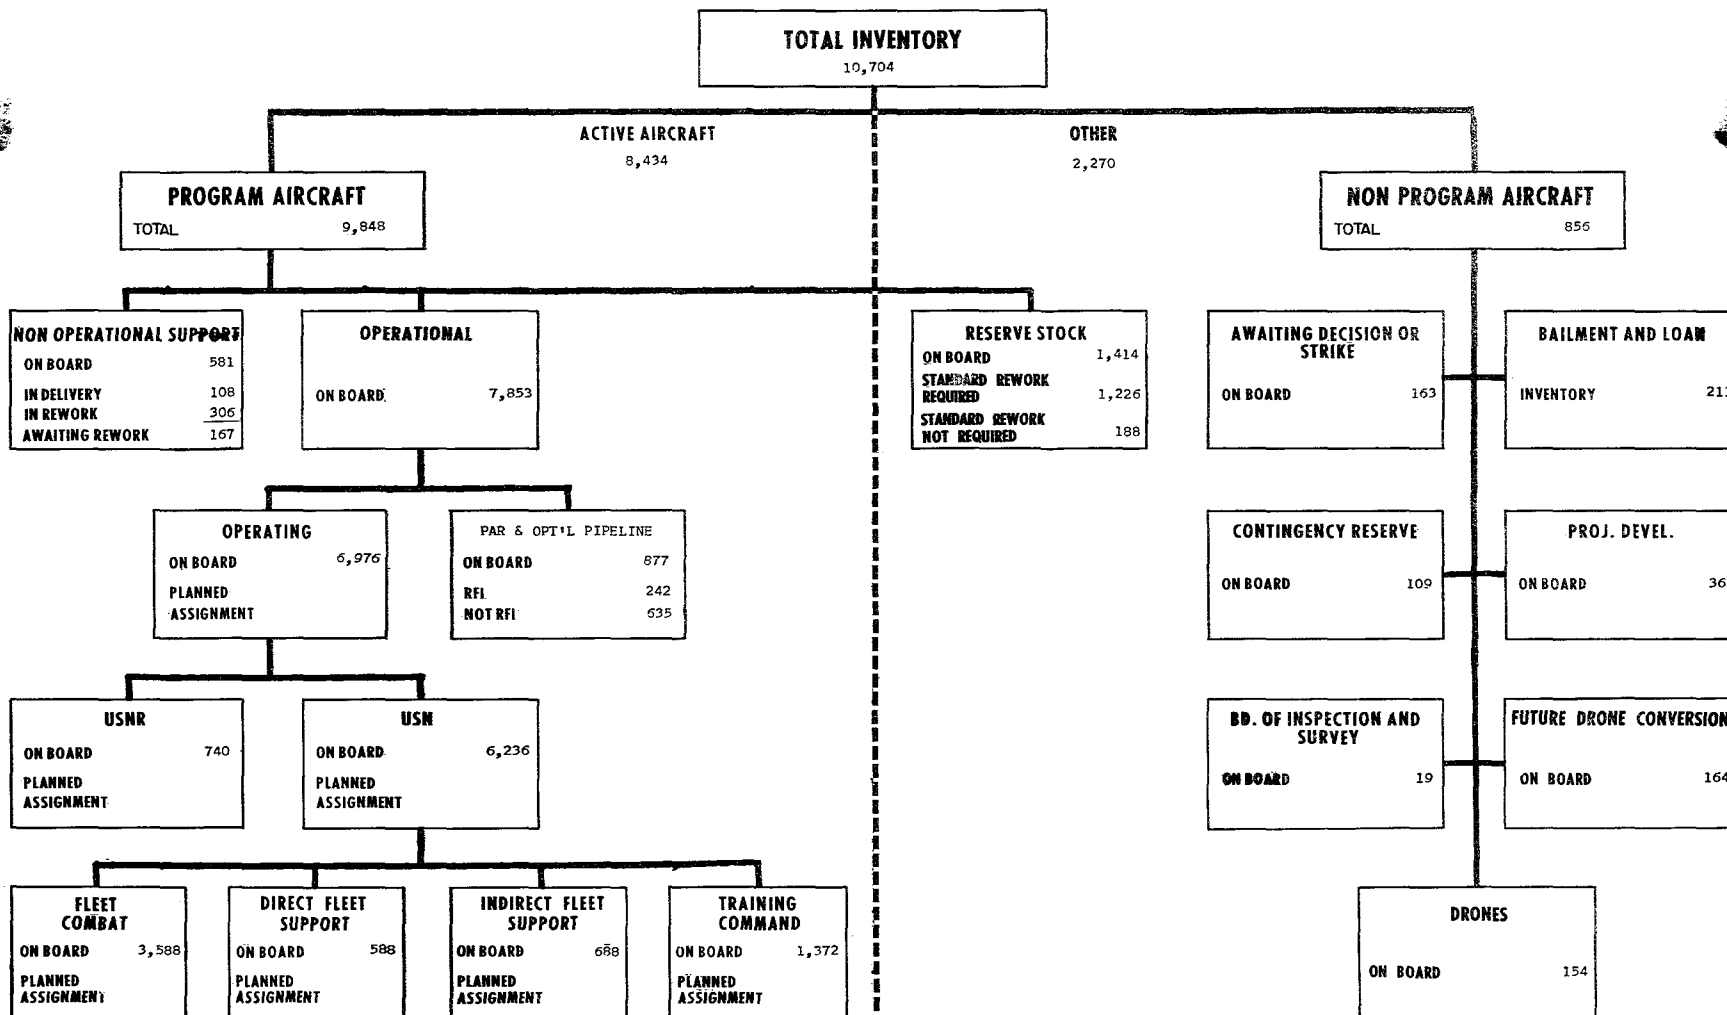 TOTAL INVENTORY
10,704
ACTIVE AIRCRAFT
8,434
OTHER
2,270
PROGRAM AIRCRAFT
TOTAL 9,848
NON PROGRAM AIRCRAFT
TOTAL 856
NON OPERATIONAL SUPPORT
ON BOARD 581
IN DELIVERY 108
IN REWORK 306
AWAITING REWORK 167
OPERATIONAL
ON BOARD 7,853
RESERVE STOCK
ON BOARD 1,414
STANDARD REWORK
REQUIRED 1,226
STANDARD REWORK
NOT REQUIRED 188
AWAITING DECISION OR
STRIKE
ON BOARD 163
BAILMENT AND LOAN
INVENTORY 211
OPERATING
ON BOARD 6,976
PLANNED
ASSIGNMENT
PAR & OPT'L PIPELINE
ON BOARD 877
RFI 242
NOT RFI 635
CONTINGENCY RESERVE
ON BOARD 109
PROJ. DEVEL.
ON BOARD 36
USNR
ON BOARD 740
PLANNED
ASSIGNMENT
USN
ON BOARD 6,236
PLANNED
ASSIGNMENT
BD. OF INSPECTION AND
SURVEY
ON BOARD 19
FUTURE DRONE CONVERSION
ON BOARD 164
FLEET
COMBAT
ON BOARD 3,588
PLANNED
ASSIGNMENT
DIRECT FLEET
SUPPORT
ON BOARD 588
PLANNED
ASSIGNMENT
INDIRECT FLEET
SUPPORT
ON BOARD 688
PLANNED
ASSIGNMENT
TRAINING
COMMAND
ON BOARD 1,372
PLANNED
ASSIGNMENT
DRONES
ON BOARD 154